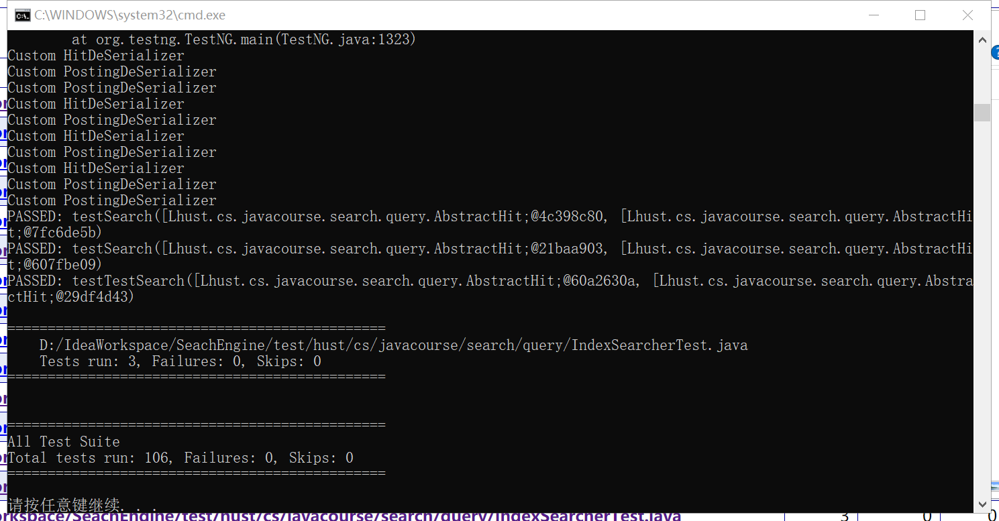 C:\WINDOWS\system32\cmd.exe
at org.testng.TestNG.main(TestNG.java:1323)
Custom HitDeSerializer
Custom PostingDeSerializer
Custom PostingDeSerializer
Custom HitDeSerializer
Custom PostingDeSerializer
Custom HitDeSerializer
Custom PostingDeSerializer
Custom HitDeSerializer
Custom PostingDeSerializer
Custom PostingDeSerializer
PASSED: testSearch([Lhust.cs.javacourse.search.query.AbstractHit;@4c398c80, [Lhust.cs.javacourse.search.query.AbstractHi
t;@7fc6de5b)
PASSED: testSearch([Lhust.cs.javacourse.search.query.AbstractHit;@21baa903, [Lhust.cs.javacourse.search.query.AbstractHi
t;@607fbe09)
PASSED: testTestSearch([Lhust.cs.javacourse.search.query.AbstractHit;@60a2630a, [Lhust.cs.javacourse.search.query.Abstra
ctHit;@29df4d43)
===============================================
D:/IdeaWorkspace/SeachEngine/test/hust/cs/javacourse/search/query/IndexSearcherTest.java
Tests run: 3, Failures: 0, Skips: 0
===============================================
===============================================
All Test Suite
Total tests run: 106, Failures: 0, Skips: 0
===============================================
请按任意键继续. . .
orkspace/SeachEngine/test/hust/cs/javacourse/search/query/IndexSearcherTest.java 3 0 0